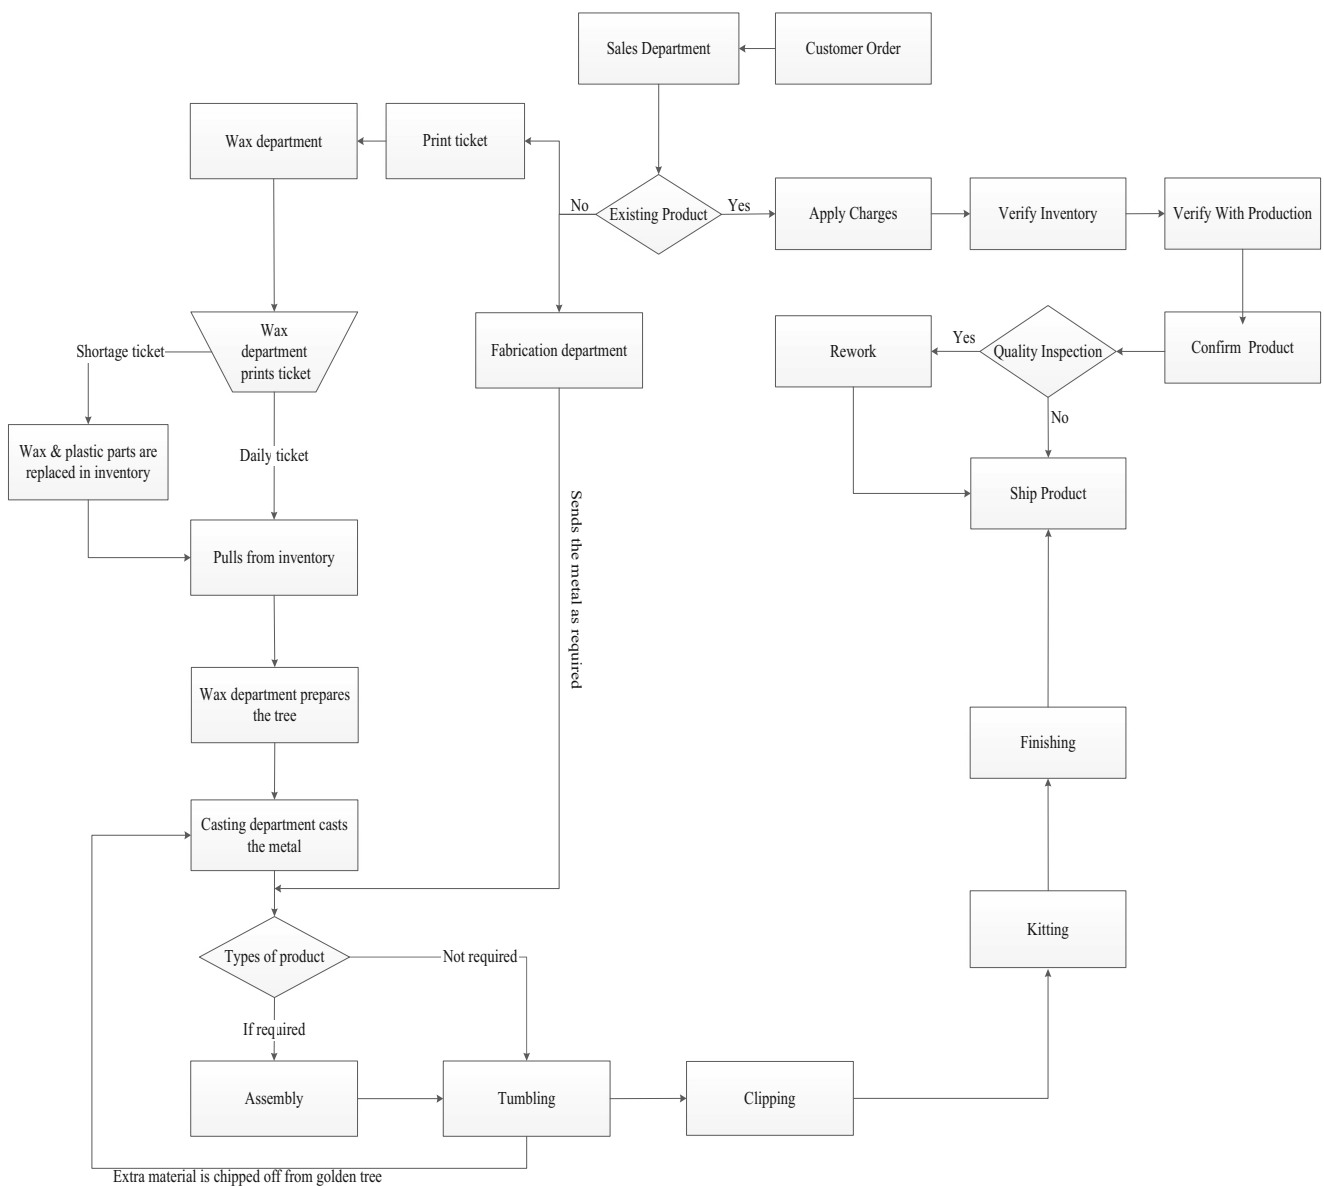 Sales Department
Customer Order
Wax department
Print ticket
No
Existing Product
Yes
Apply Charges
Verify Inventory
Verify With Production
Wax
department
prints ticket
Shortage ticket
Fabrication department
Rework
Yes
Quality Inspection
Confirm Product
No
Wax & plastic parts are
replaced in inventory
Daily ticket
Ship Product
Pulls from inventory
Sends the metal as required
Wax department prepares
the tree
Finishing
Casting department casts
the metal
Kitting
Types of product
Not required
If required
Assembly
Tumbling
Clipping
Extra material is chipped off from golden tree